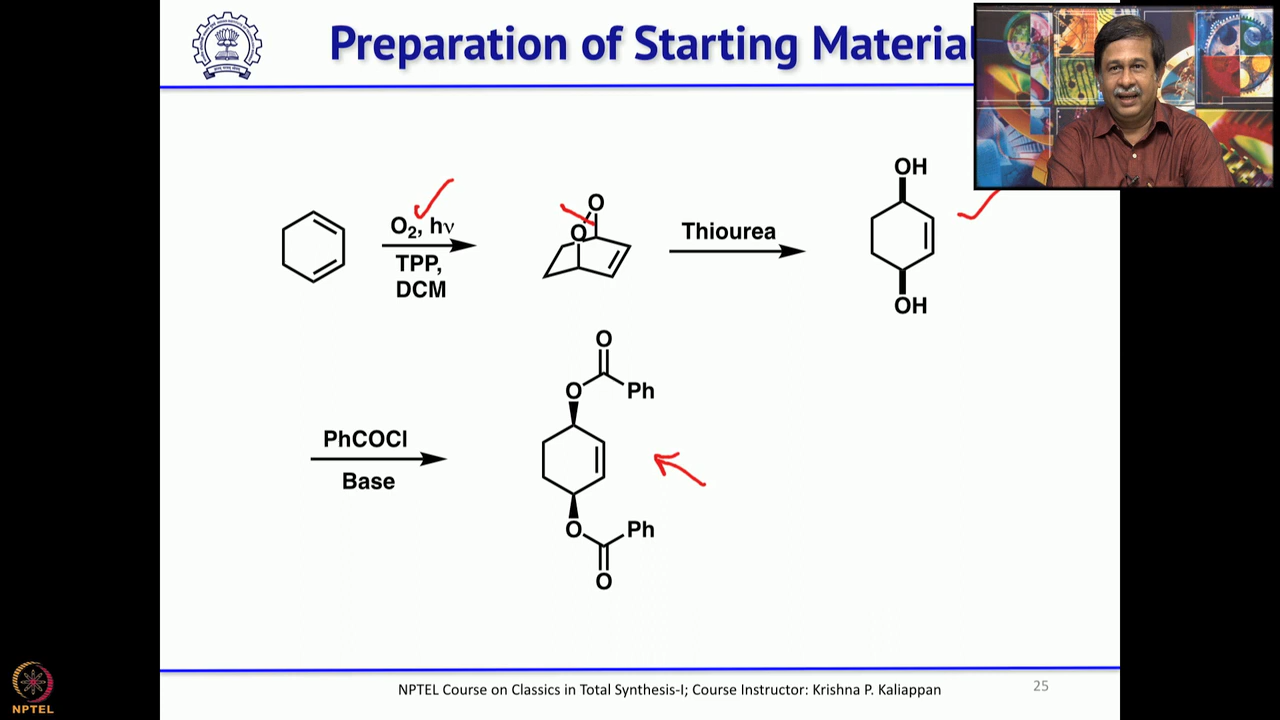 Preparation of Starting Material
O₂, hν
TPP,
DCM
O
O
Thiourea
OH
OH
PhCOCl
Base
O
O
Ph
O
Ph
O
NPTEL Course on Classics in Total Synthesis-I; Course Instructor: Krishna P. Kaliappan
25
NPTEL